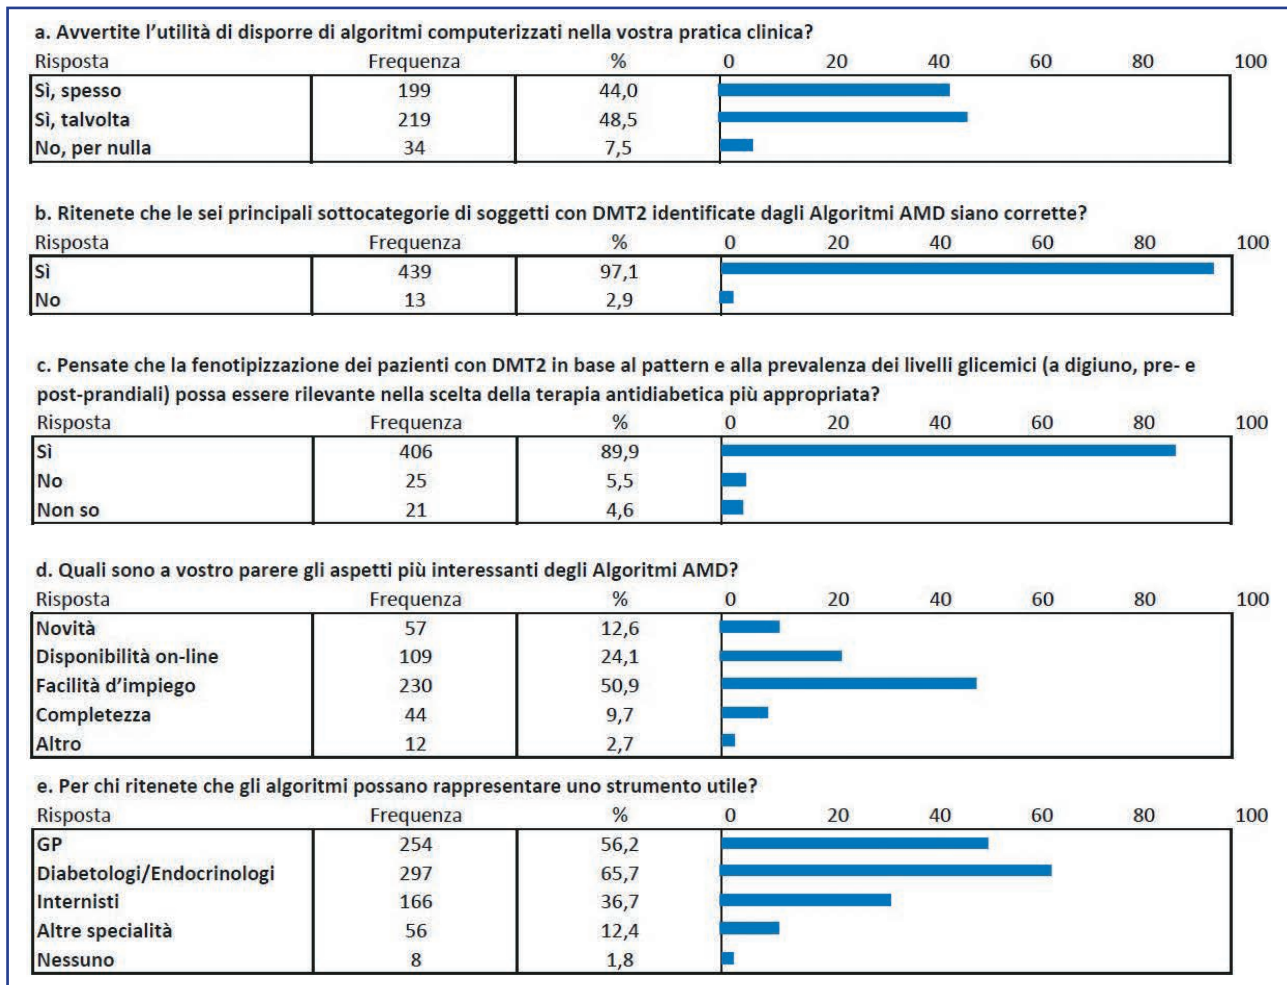 a. Avvertite l'utilità di disporre di algoritmi computerizzati nella vostra pratica clinica?
Risposta Frequenza % 0 20 40 60 80 100
Sì, spesso 199 44,0
Sì, talvolta 219 48,5
No, per nulla 34 7,5
b. Ritenete che le sei principali sottocategorie di soggetti con DMT2 identificate dagli Algoritmi AMD siano corrette?
Risposta Frequenza % 0 20 40 60 80 100
Sì 439 97,1
No 13 2,9
c. Pensate che la fenotipizzazione dei pazienti con DMT2 in base al pattern e alla prevalenza dei livelli glicemici (a digiuno, pre- e
post-prandiali) possa essere rilevante nella scelta della terapia antidiabetica più appropriata?
Risposta Frequenza % 0 20 40 60 80 100
Sì 406 89,9
No 25 5,5
Non so 21 4,6
d. Quali sono a vostro parere gli aspetti più interessanti degli Algoritmi AMD?
Risposta Frequenza % 0 20 40 60 80 100
Novità 57 12,6
Disponibilità on-line 109 24,1
Facilità d'impiego 230 50,9
Completezza 44 9,7
Altro 12 2,7
e. Per chi ritenete che gli algoritmi possano rappresentare uno strumento utile?
Risposta Frequenza % 0 20 40 60 80 100
GP 254 56,2
Diabetologi/Endocrinologi 297 65,7
Internisti 166 36,7
Altre specialità 56 12,4
Nessuno 8 1,8